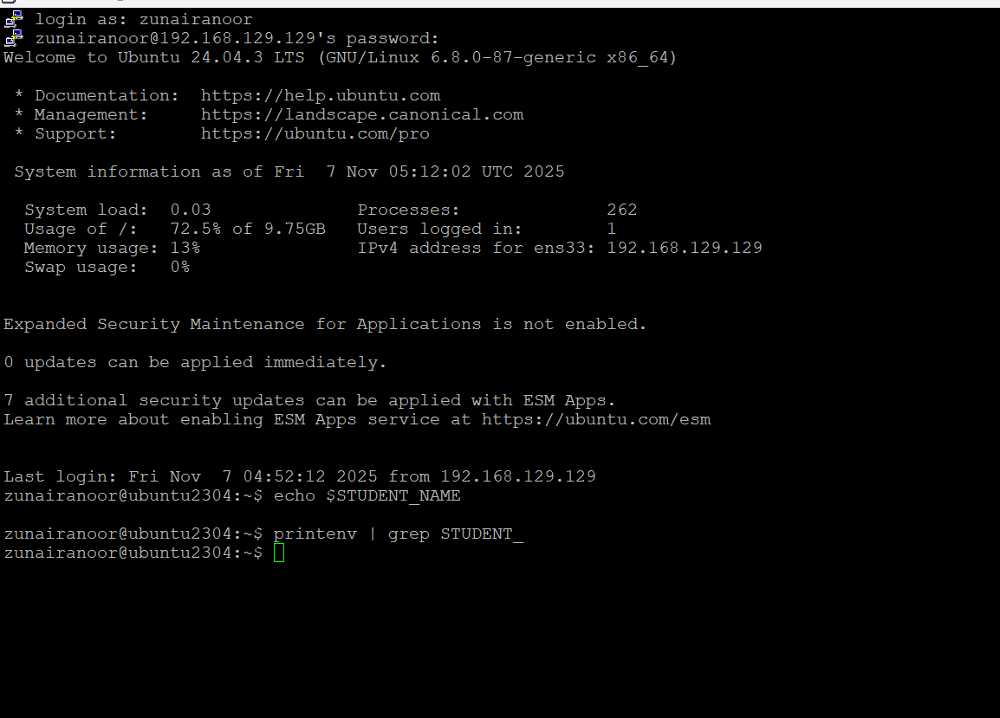 login as: zunairanoor
zunairanoor@192.168.129.129's password:
Welcome to Ubuntu 24.04.3 LTS (GNU/Linux 6.8.0-87-generic x86_64)
* Documentation:  https://help.ubuntu.com
* Management:     https://landscape.canonical.com
* Support:        https://ubuntu.com/pro
System information as of Fri  7 Nov 05:12:02 UTC 2025
System load:  0.03              Processes:              262
Usage of /:   72.5% of 9.75GB   Users logged in:        1
Memory usage: 13%               IPv4 address for ens33: 192.168.129.129
Swap usage:   0%
Expanded Security Maintenance for Applications is not enabled.
0 updates can be applied immediately.
7 additional security updates can be applied with ESM Apps.
Learn more about enabling ESM Apps service at https://ubuntu.com/esm
Last login: Fri Nov  7 04:52:12 2025 from 192.168.129.129
zunairanoor@ubuntu2304:~$ echo $STUDENT_NAME
zunairanoor@ubuntu2304:~$ printenv | grep STUDENT_
zunairanoor@ubuntu2304:~$